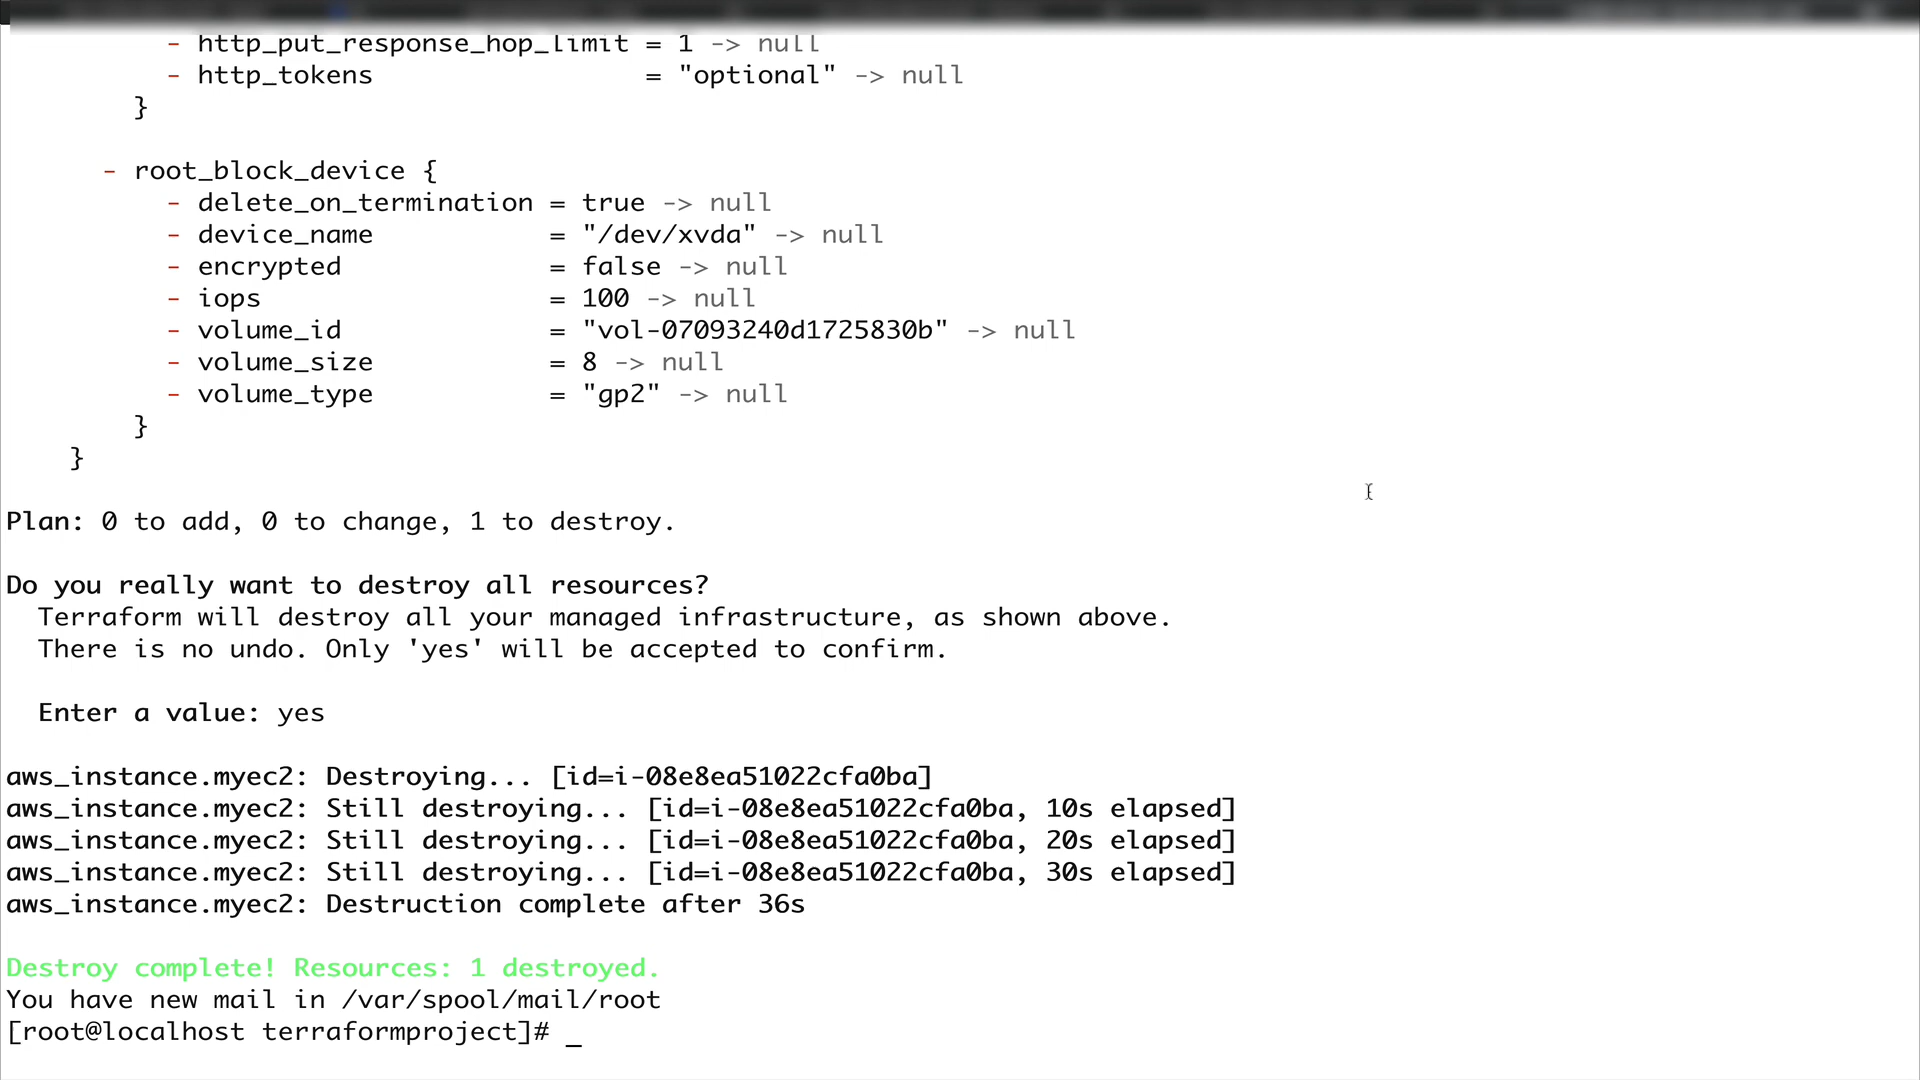 - http_put_response_hop_limit = 1 -> null
- http_tokens = "optional" -> null
}
- root_block_device {
- delete_on_termination = true -> null
- device_name = "/dev/xvda" -> null
- encrypted = false -> null
- iops = 100 -> null
- volume_id = "vol-07093240d1725830b" -> null
- volume_size = 8 -> null
- volume_type = "gp2" -> null
}
}
Plan: 0 to add, 0 to change, 1 to destroy.
Do you really want to destroy all resources?
Terraform will destroy all your managed infrastructure, as shown above.
There is no undo. Only 'yes' will be accepted to confirm.
Enter a value: yes
aws_instance.myec2: Destroying... [id=i-08e8ea51022cfa0ba]
aws_instance.myec2: Still destroying... [id=i-08e8ea51022cfa0ba, 10s elapsed]
aws_instance.myec2: Still destroying... [id=i-08e8ea51022cfa0ba, 20s elapsed]
aws_instance.myec2: Still destroying... [id=i-08e8ea51022cfa0ba, 30s elapsed]
aws_instance.myec2: Destruction complete after 36s
Destroy complete! Resources: 1 destroyed.
You have new mail in /var/spool/mail/root
[root@localhost terraformproject]# _